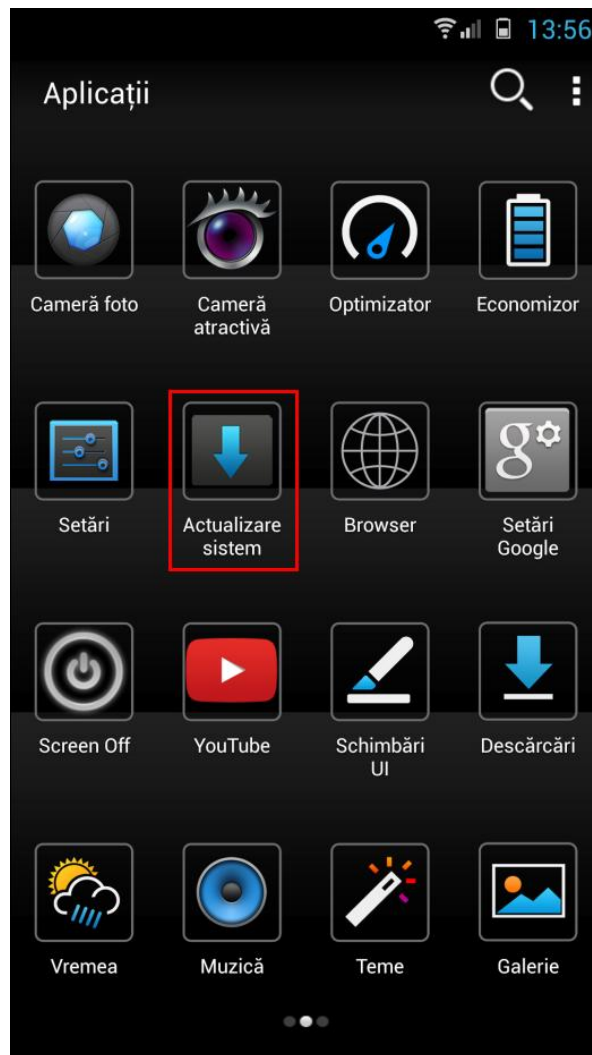 13:56
Aplicații
Cameră foto
Cameră
atractivă
Optimizator
Economizor
Setări
Actualizare
sistem
Browser
g
Setări
Google
Screen Off
YouTube
Schimbări
UI
Descărcări
Vremea
Muzică
Teme
Galerie